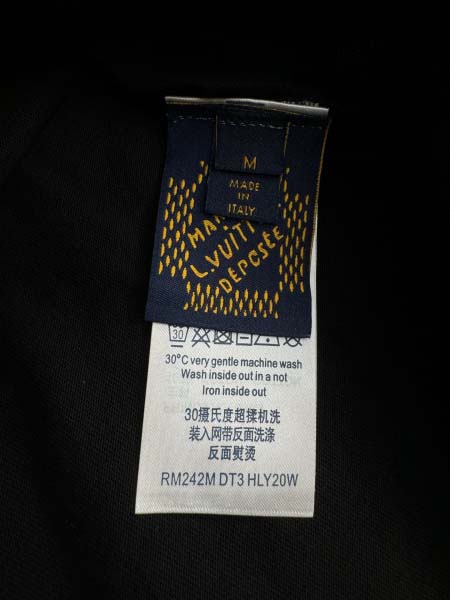 M
MADE
IN
ITALY
L.VUITT
DEPOSÉE
30
30°C very gentle machine wash
Wash inside out in a not
Iron inside out
30摄氏度超揉机洗
装入网带反面洗涤
反面熨烫
RM242M DT3 HLY20W